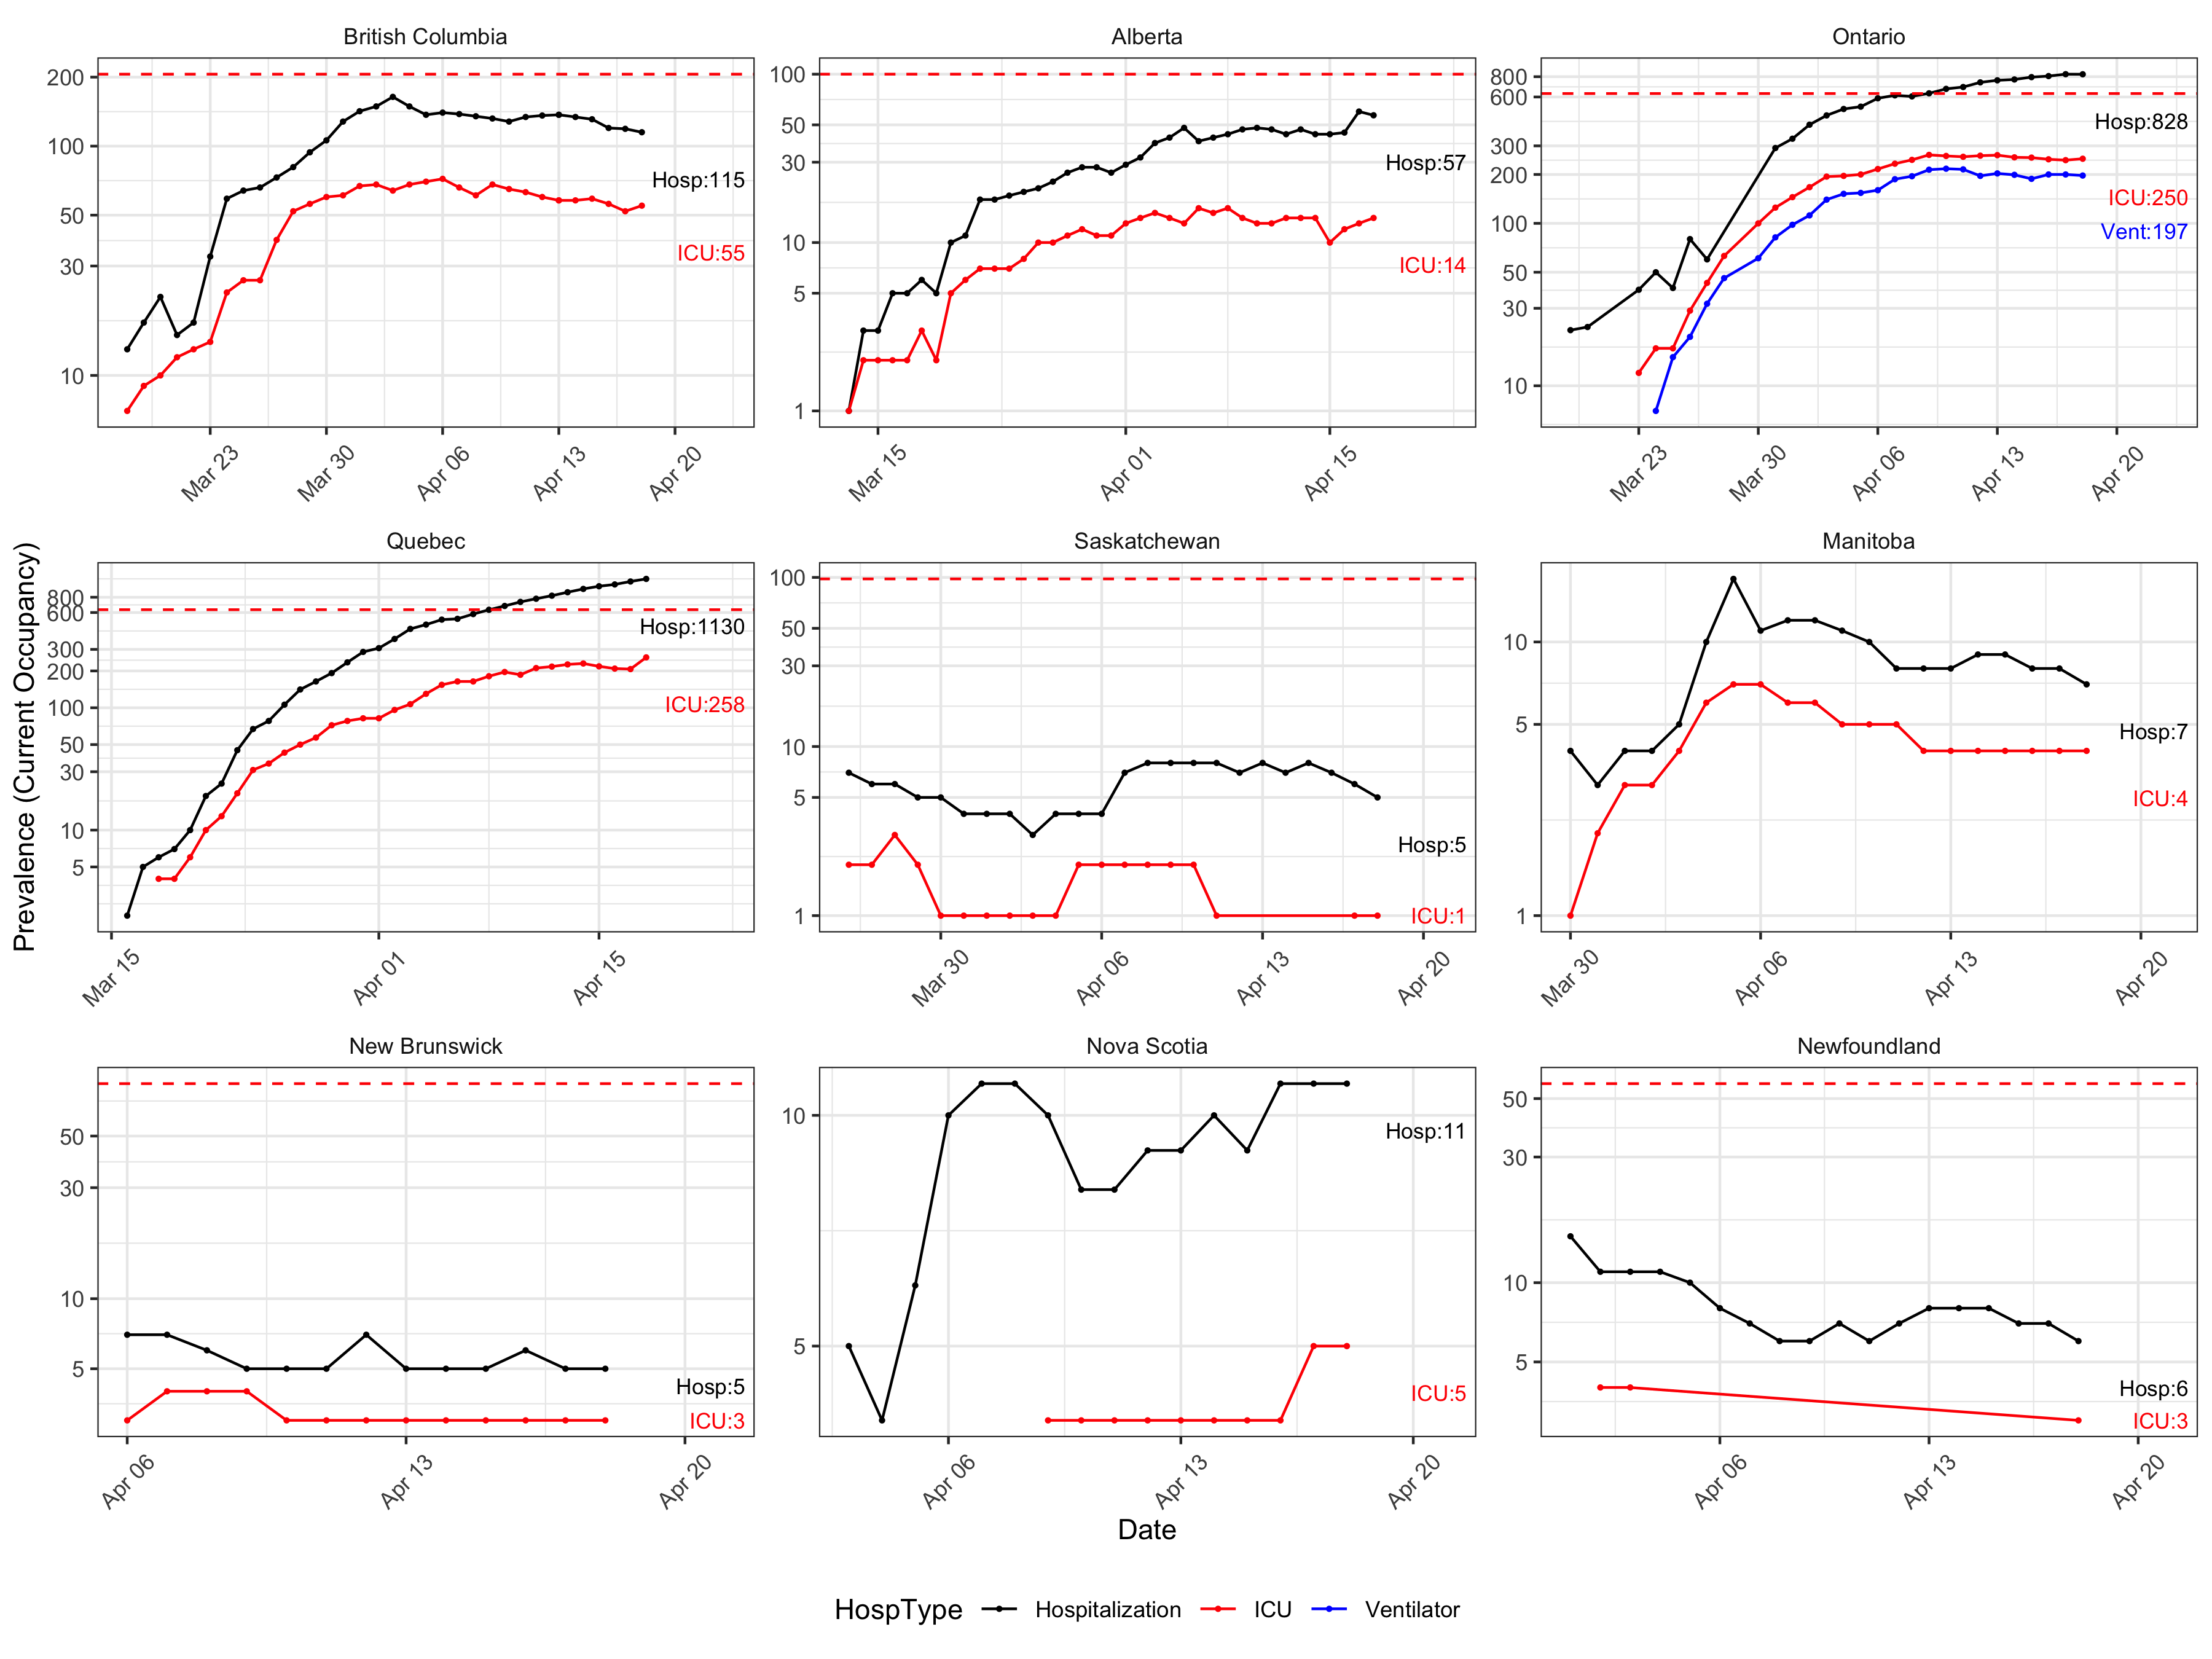 British Columbia
200
100
50
30
10
Hosp:115
ICU:55
Mar 23
Mar 30
Apr 06
Apr 13
Apr 20
Alberta
100
50
30
10
5
1
Hosp:57
ICU:14
Mar 15
Apr 01
Apr 15
Ontario
800
600
300
200
100
50
30
10
Hosp:828
ICU:250
Vent:197
Mar 23
Mar 30
Apr 06
Apr 13
Apr 20
Prevalence (Current Occupancy)
Quebec
800
600
300
200
100
50
30
10
5
Hosp:1130
ICU:258
Mar 15
Apr 01
Apr 15
Saskatchewan
100
50
30
10
5
1
Hosp:5
ICU:1
Mar 30
Apr 06
Apr 13
Apr 20
Manitoba
10
5
1
Hosp:7
ICU:4
Mar 30
Apr 06
Apr 13
Apr 20
New Brunswick
50
30
10
5
Hosp:5
ICU:3
Apr 06
Apr 13
Apr 20
Nova Scotia
10
5
Hosp:11
ICU:5
Apr 06
Apr 13
Apr 20
Newfoundland
50
30
10
5
Hosp:6
ICU:3
Apr 06
Apr 13
Apr 20
Date
HospType Hospitalization ICU Ventilator